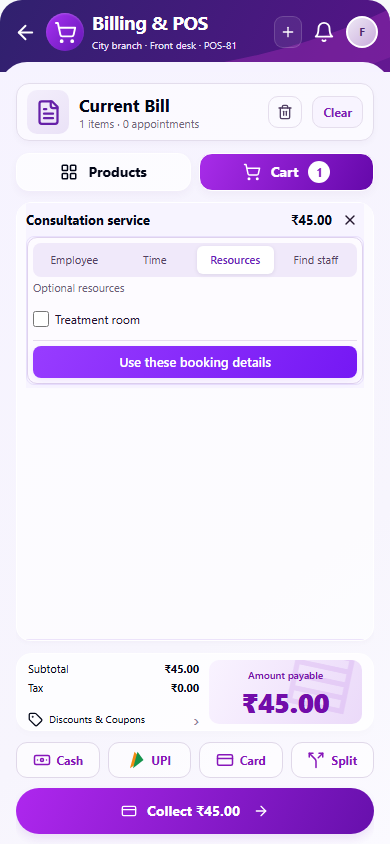 Billing & POS
City branch · Front desk · POS-81
F
Current Bill
1 items · 0 appointments
Clear
Products
Cart 1
Consultation service ₹45.00
Employee Time Resources Find staff
Optional resources
Treatment room
Use these booking details
Subtotal ₹45.00
Tax ₹0.00
Discounts & Coupons
Amount payable
₹45.00
Cash UPI Card Split
Collect ₹45.00